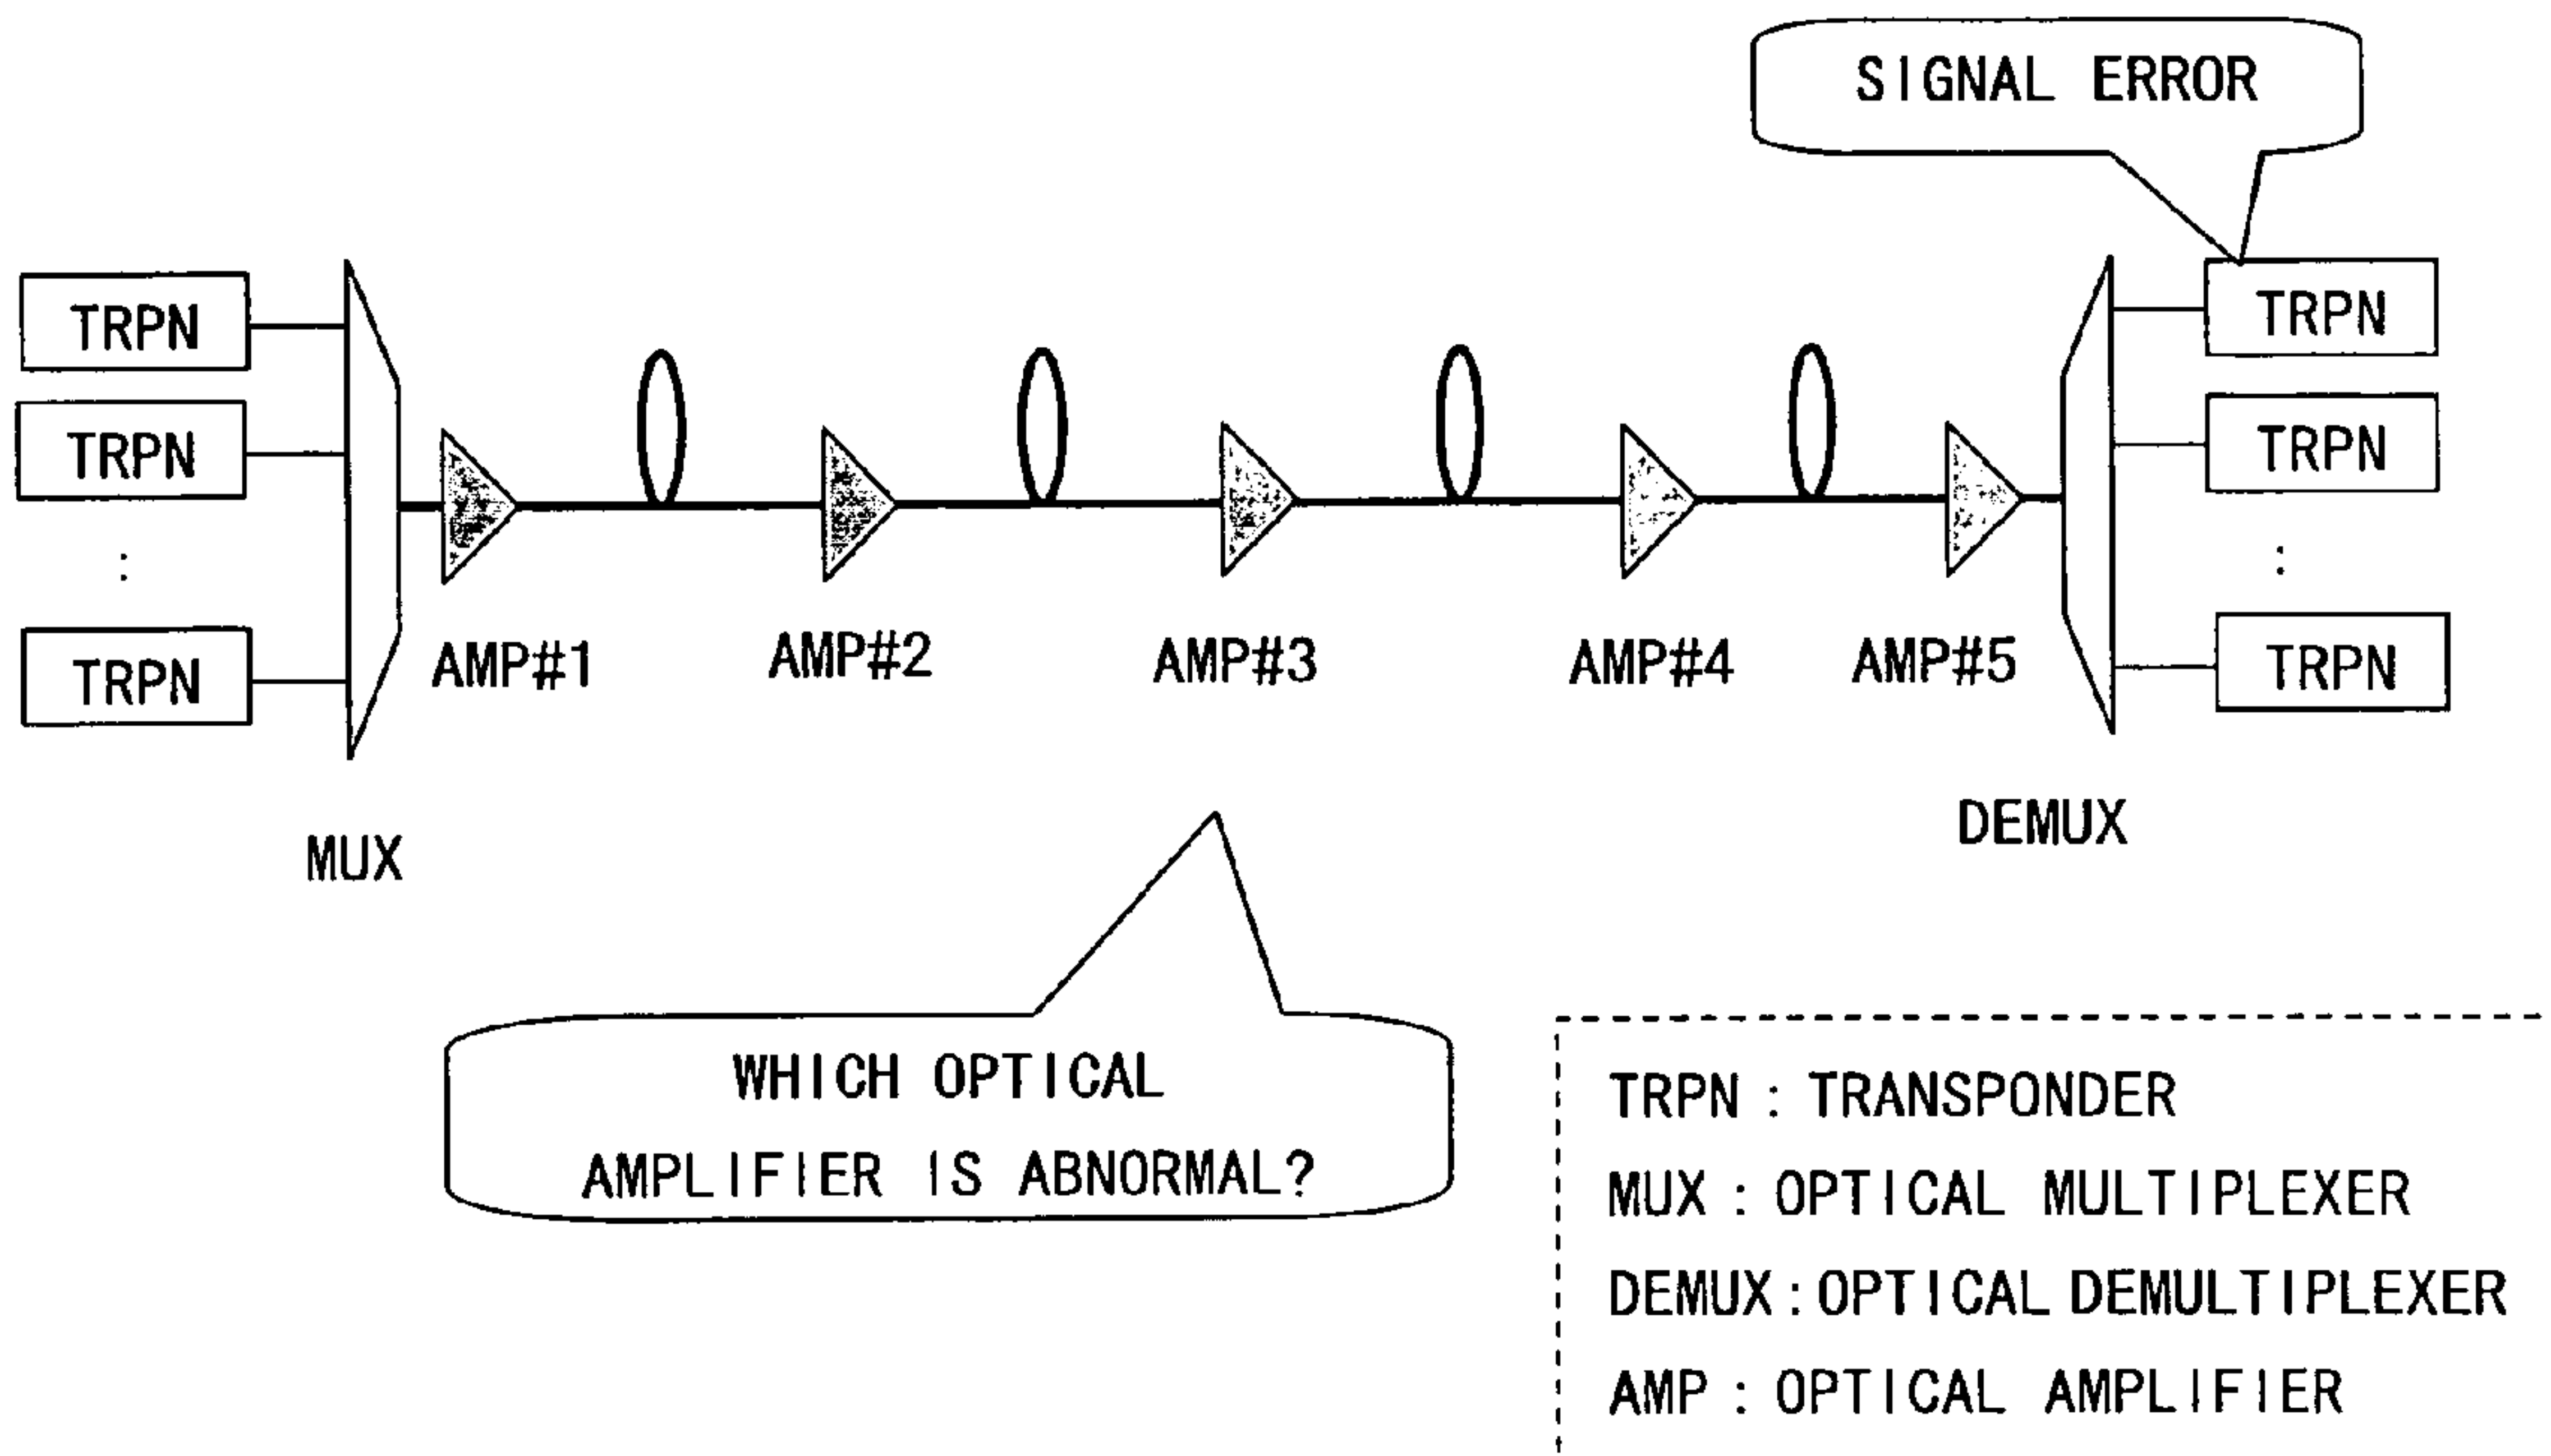 SIGNAL ERROR
TRPN
TRPN
:
TRPN
TRPN
TRPN
:
TRPN
AMP#1
AMP#2
AMP#3
AMP#4
AMP#5
MUX
DEMUX
WHICH OPTICAL
AMPLIFIER IS ABNORMAL?
TRPN : TRANSPONDER
MUX : OPTICAL MULTIPLEXER
DEMUX : OPTICAL DEMULTIPLEXER
AMP : OPTICAL AMPLIFIER